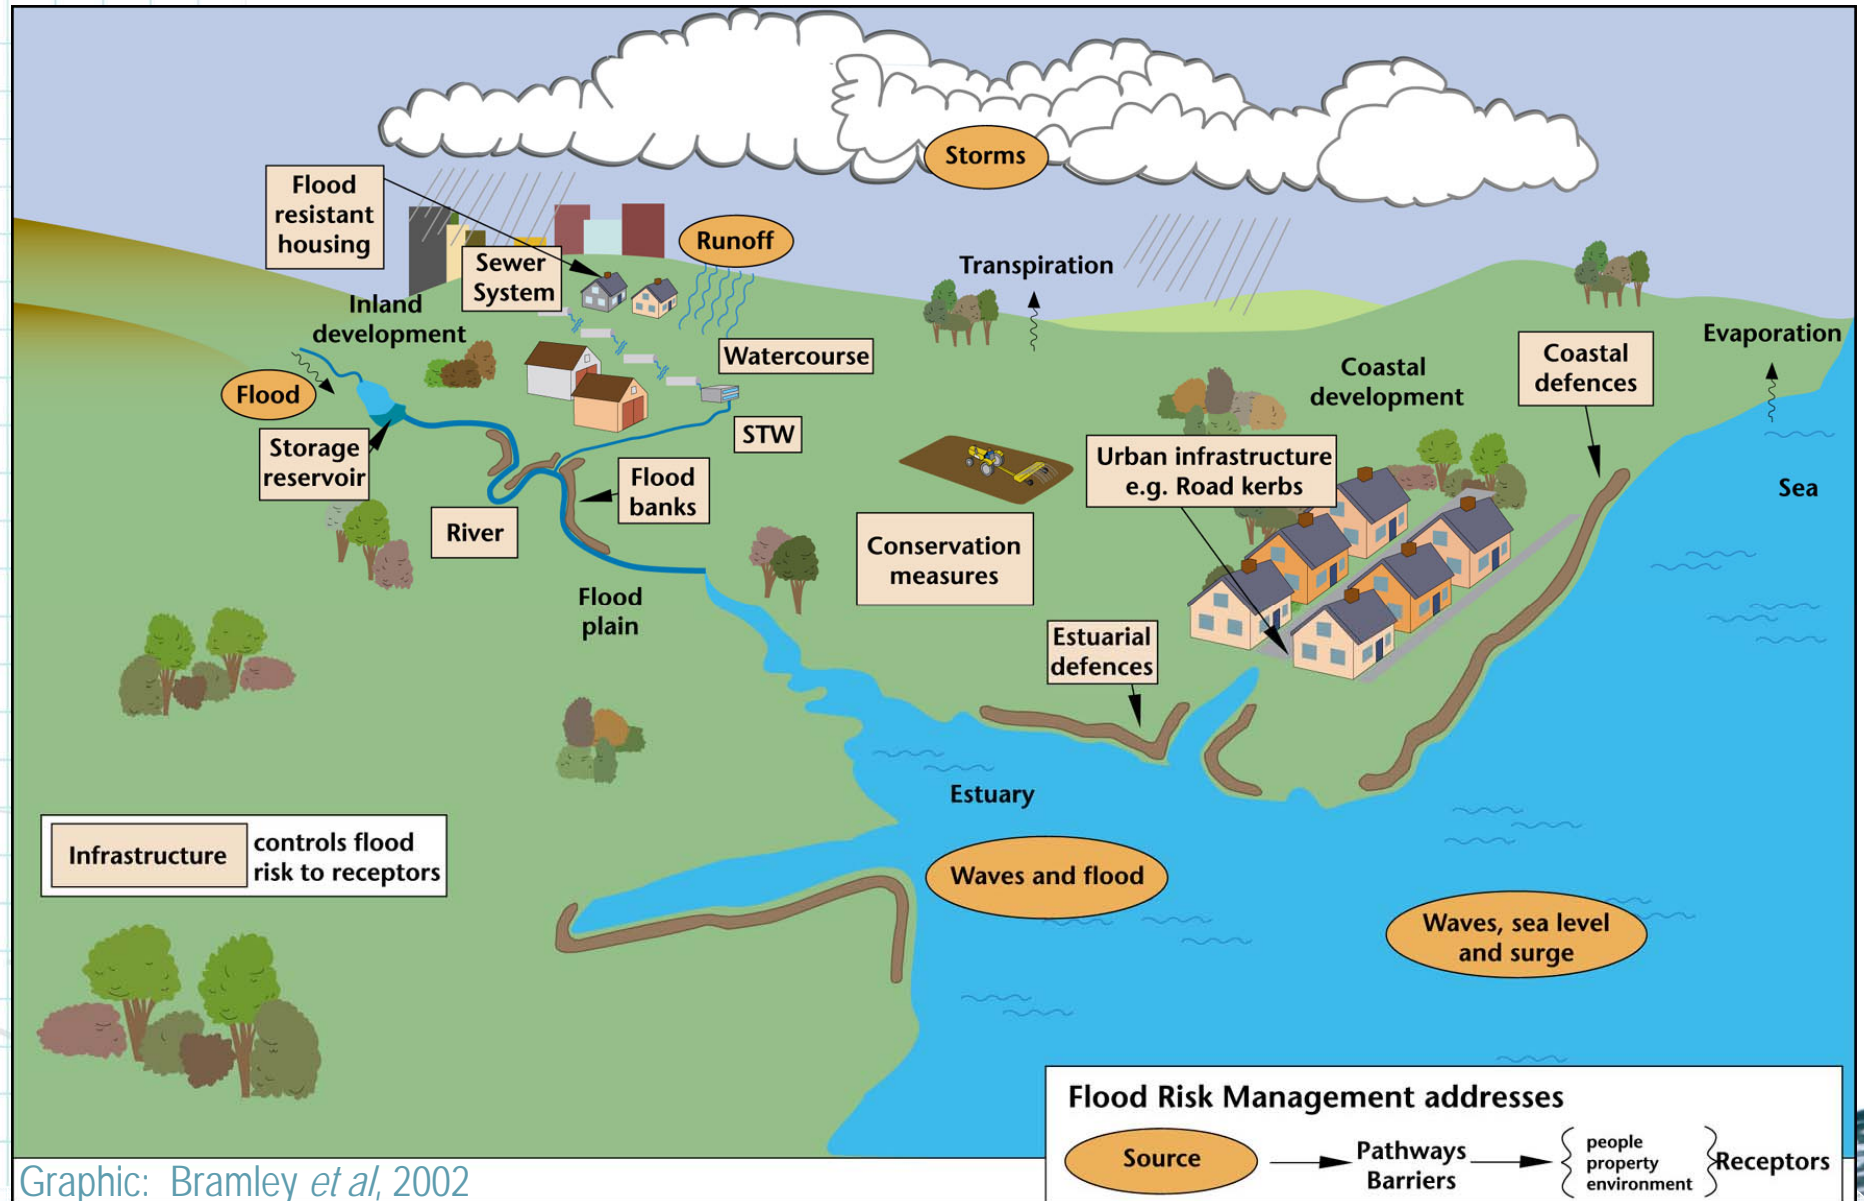 Storms
Flood
resistant
housing
Runoff
Sewer
System
Transpiration
Inland
development
Evaporation
Watercourse
Coastal
defences
Coastal
development
Flood
STW
Storage
reservoir
Urban infrastructure
e.g. Road kerbs
Flood
banks
Sea
River
Conservation
measures
Flood
plain
Estuarial
defences
Estuary
Infrastructure
controls flood
risk to receptors
Waves and flood
Waves, sea level
and surge
Flood Risk Management addresses
Source
Pathways
Barriers
people
property
environment
Receptors
Graphic: Bramley et al, 2002